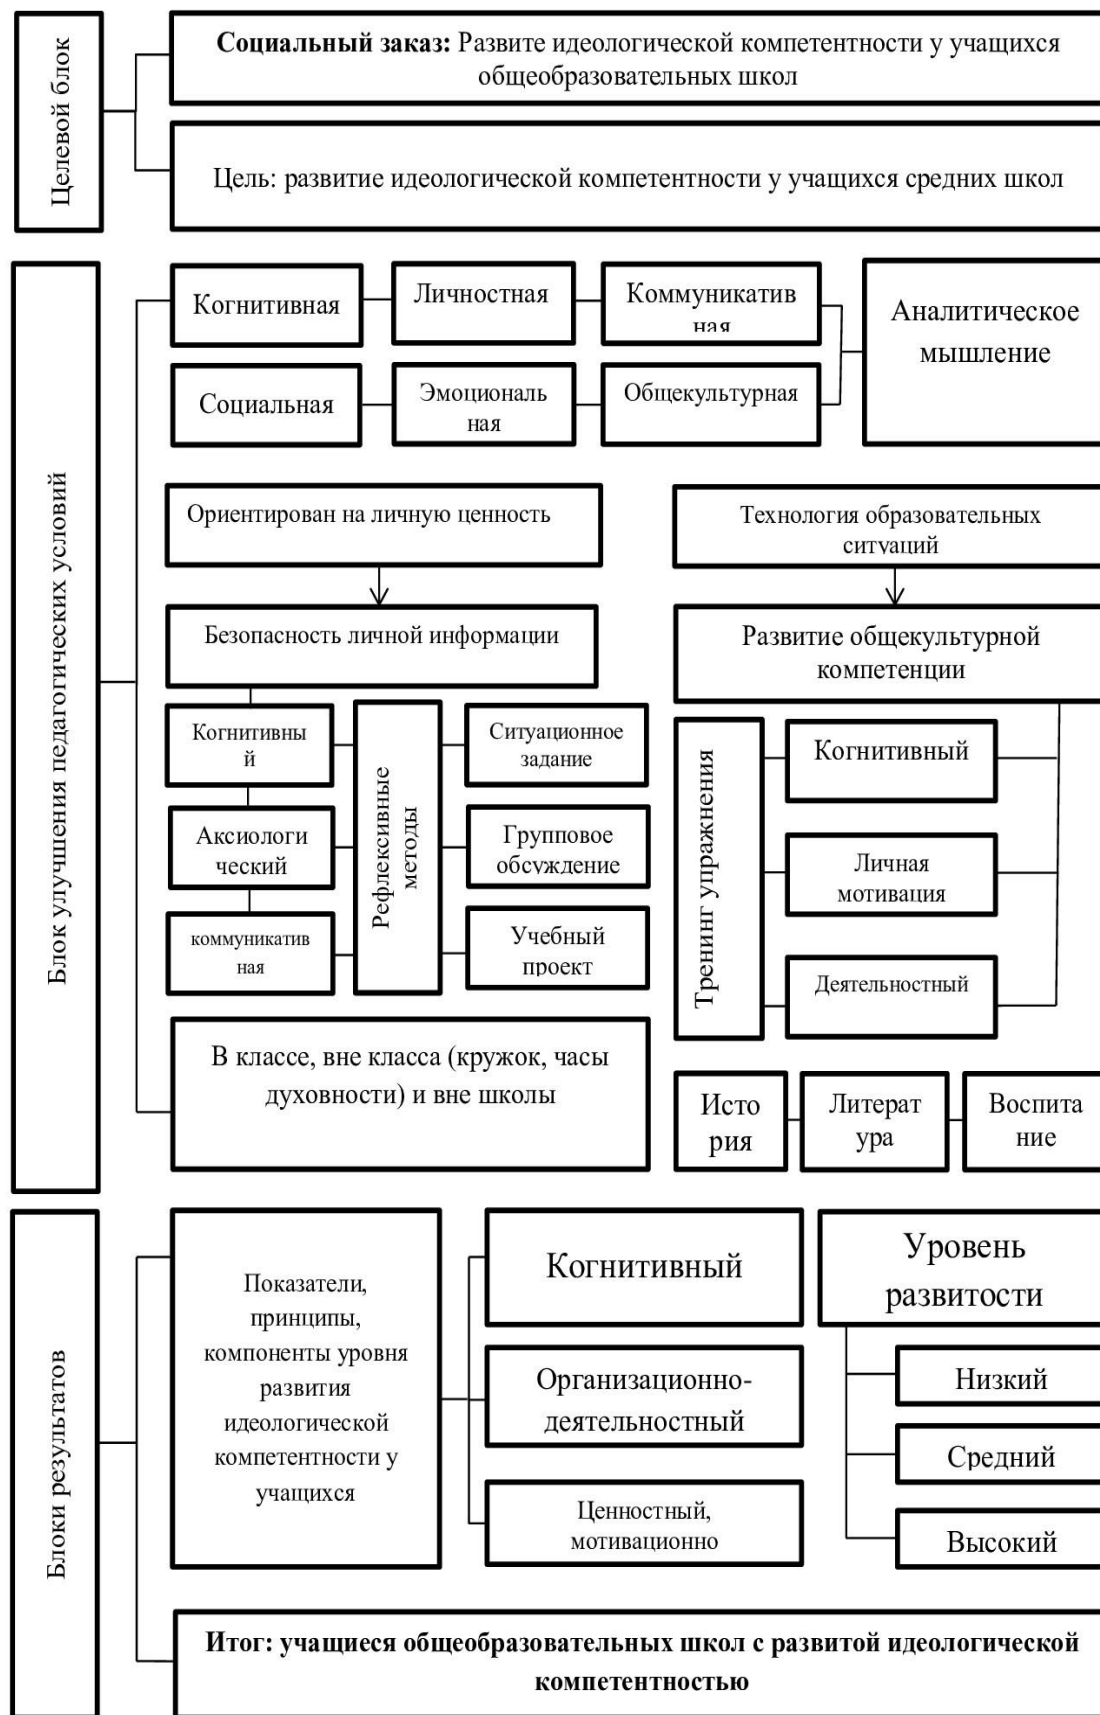 Целевой блок
Социальный заказ: Развите идеологической компетентности у учащихся
общеобразовательных школ
Цель: развитие идеологической компетентности у учащихся средних школ
Блок улучшения педагогических условий
Когнитивная
Личностная
Коммуникатив
ная
Аналитическое
мышление
Социальная
Эмоциональ
ная
Общекультурная
Ориентирован на личную ценность
Технология образовательных
ситуаций
Безопасность личной информации
Развитие общекультурной
компетенции
Когнитивны
й
Аксиологи
ческий
коммуникатив
ная
Рефлексивные
методы
Ситуационное
задание
Групповое
обсуждение
Учебный
проект
Тренинг упражнения
Когнитивный
Личная
мотивация
Деятельностный
В классе, вне класса (кружок, часы
духовности) и вне школы
Исто
рия
Литерат
ура
Воспита
ние
Блоки результатов
Показатели,
принципы,
компоненты уровня
развития
идеологической
компетентности у
учащихся
Когнитивный
Организационно-
деятельностный
Ценностный,
мотивационно
Уровень
развитости
Низкий
Средний
Высокий
Итог: учащиеся общеобразовательных школ с развитой идеологической
компетентностью